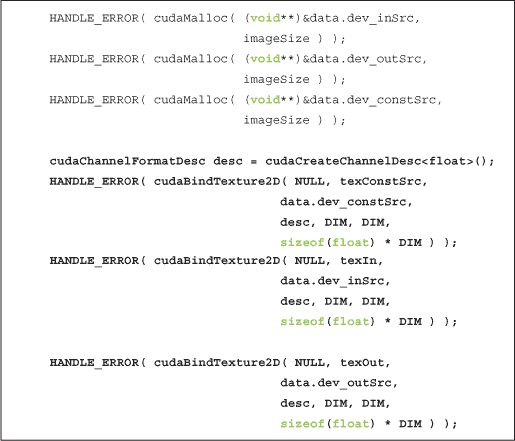 HANDLE_ERROR( cudaMalloc( (void**)&data.dev_inSrc,
imageSize ) );
HANDLE_ERROR( cudaMalloc( (void**)&data.dev_outSrc,
imageSize ) );
HANDLE_ERROR( cudaMalloc( (void**)&data.dev_constSrc,
imageSize ) );
cudaChannelFormatDesc desc = cudaCreateChannelDesc<float>();
HANDLE_ERROR( cudaBindTexture2D( NULL, texConstSrc,
data.dev_constSrc,
desc, DIM, DIM,
sizeof(float) * DIM ) );
HANDLE_ERROR( cudaBindTexture2D( NULL, texIn,
data.dev_inSrc,
desc, DIM, DIM,
sizeof(float) * DIM ) );
HANDLE_ERROR( cudaBindTexture2D( NULL, texOut,
data.dev_outSrc,
desc, DIM, DIM,
sizeof(float) * DIM ) );